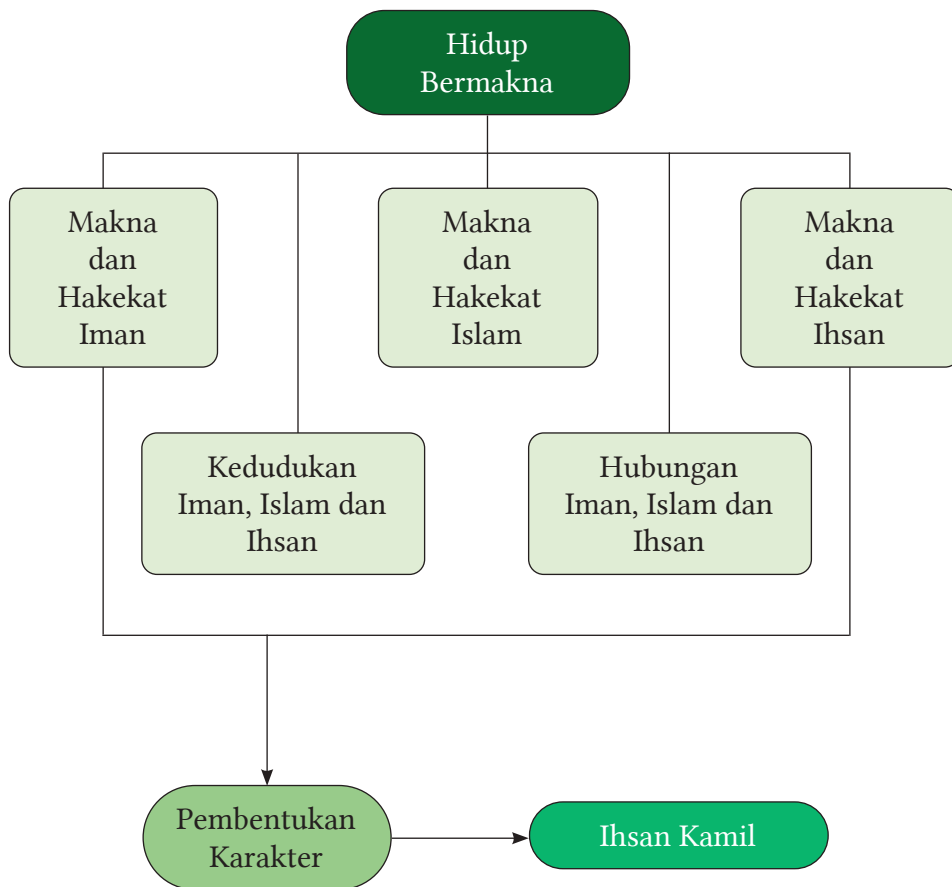 Hidup
Bermakna
Makna
dan
Hakekat
Iman
Makna
dan
Hakekat
Islam
Makna
dan
Hakekat
Ihsan
Kedudukan
Iman, Islam dan
Ihsan
Hubungan
Iman, Islam dan
Ihsan
Pembentukan
Karakter
Ihsan Kamil